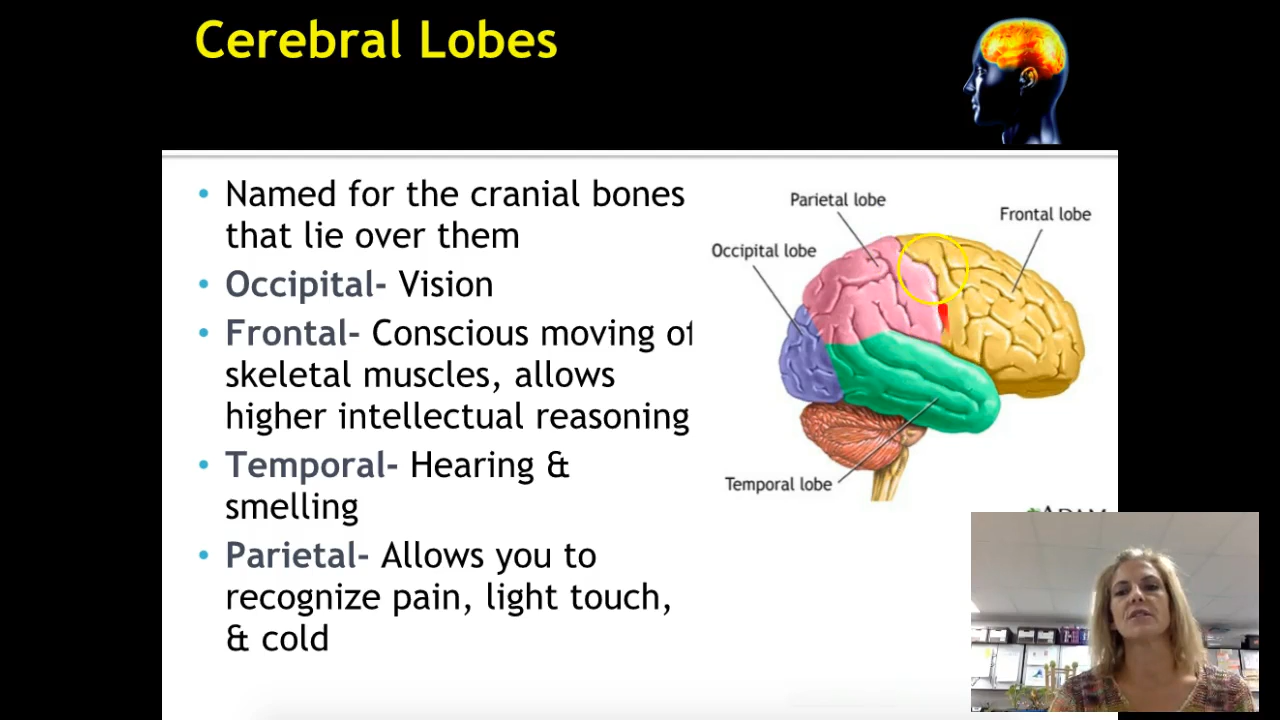 Cerebral Lobes
• Named for the cranial bones
that lie over them
• Occipital- Vision
• Frontal- Conscious moving of
skeletal muscles, allows
higher intellectual reasoning
• Temporal- Hearing &
smelling
• Parietal- Allows you to
recognize pain, light touch,
& cold
Parietal lobe
Frontal lobe
Occipital lobe
Temporal lobe
ADAM